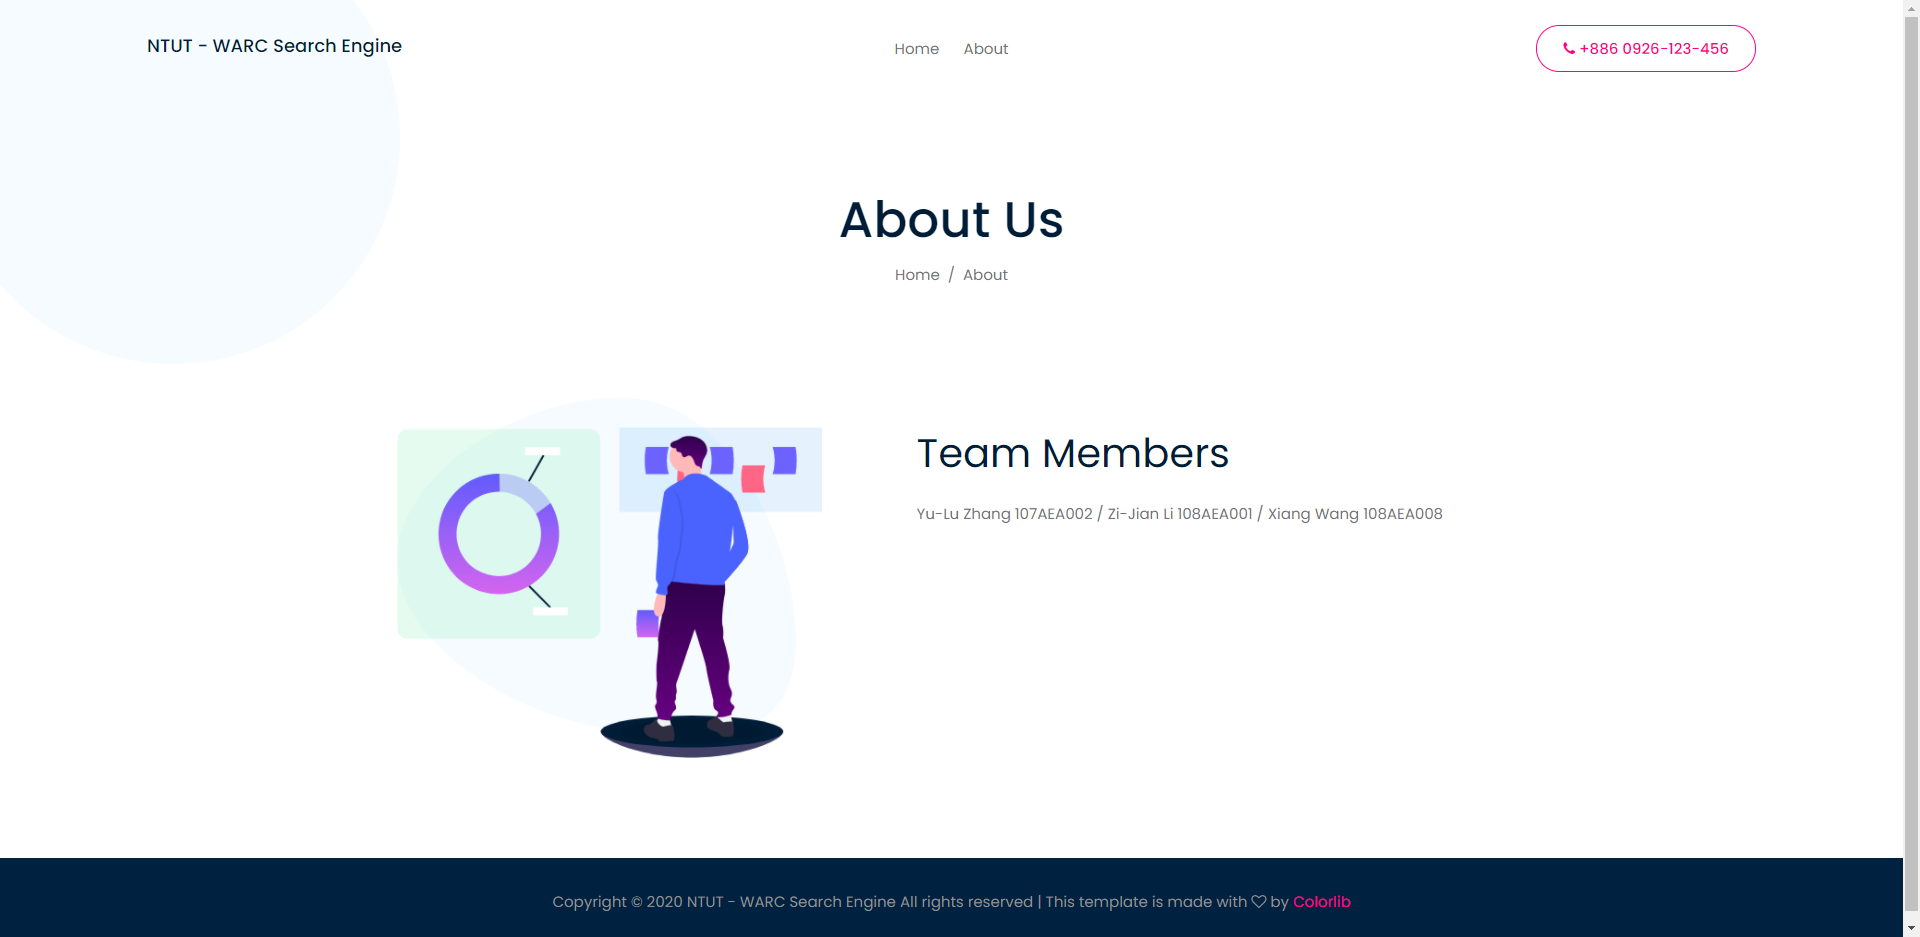 NTUT - WARC Search Engine
Home
About
+886 0926-123-456
About Us
Home / About
Team Members
Yu-Lu Zhang 107AEA002 / Zi-Jian Li 108AEA001 / Xiang Wang 108AEA008
Copyright © 2020 NTUT - WARC Search Engine All rights reserved | This template is made with ♡ by Colorlib